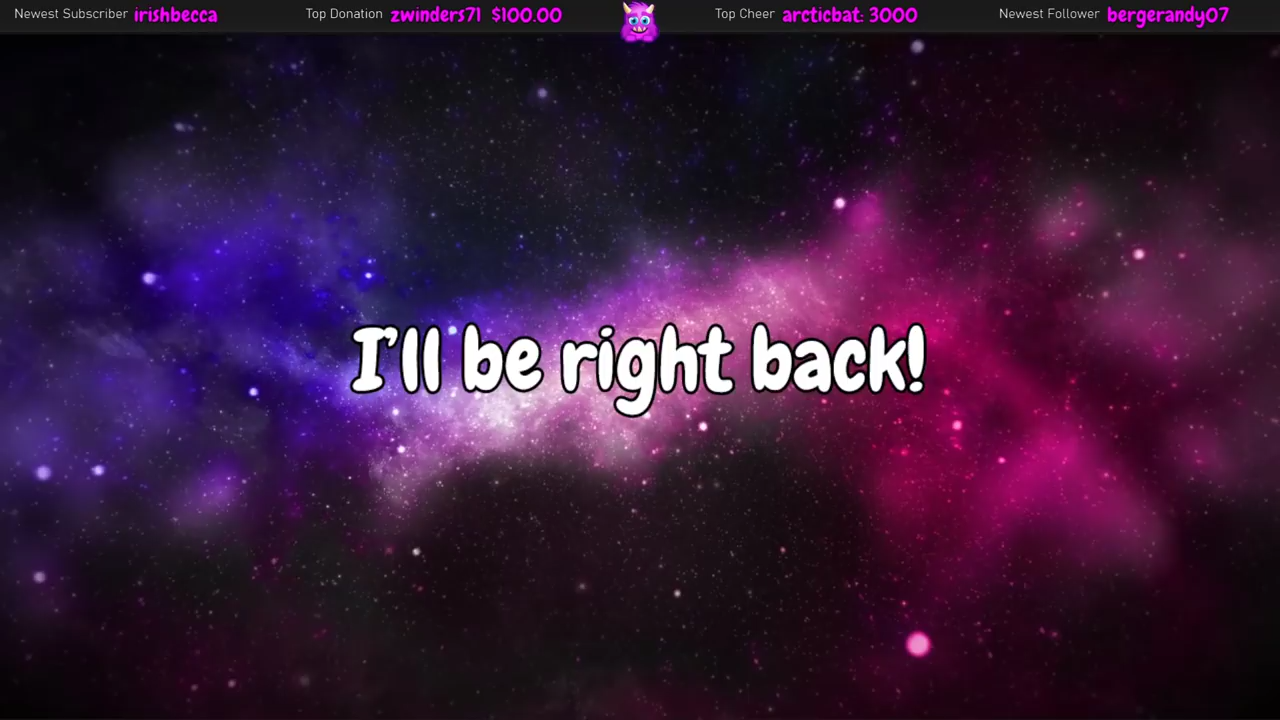 Newest Subscriber irishbecca Top Donation zwinders71 $100.00 Top Cheer arcticbat: 3000 Newest Follower bergerandy07
I'll be right back!